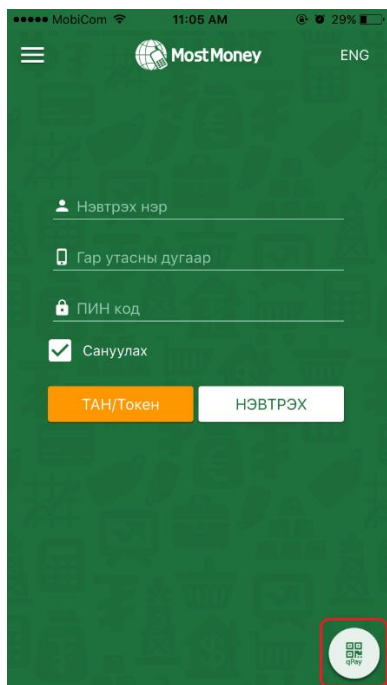 MobiCom 11:05 AM 29%
MostMoney ENG
Нэвтрэх нэр
Гар утасны дугаар
ПИН код
Сануулах
ТАН/Токен НЭВТРЭХ
qPay